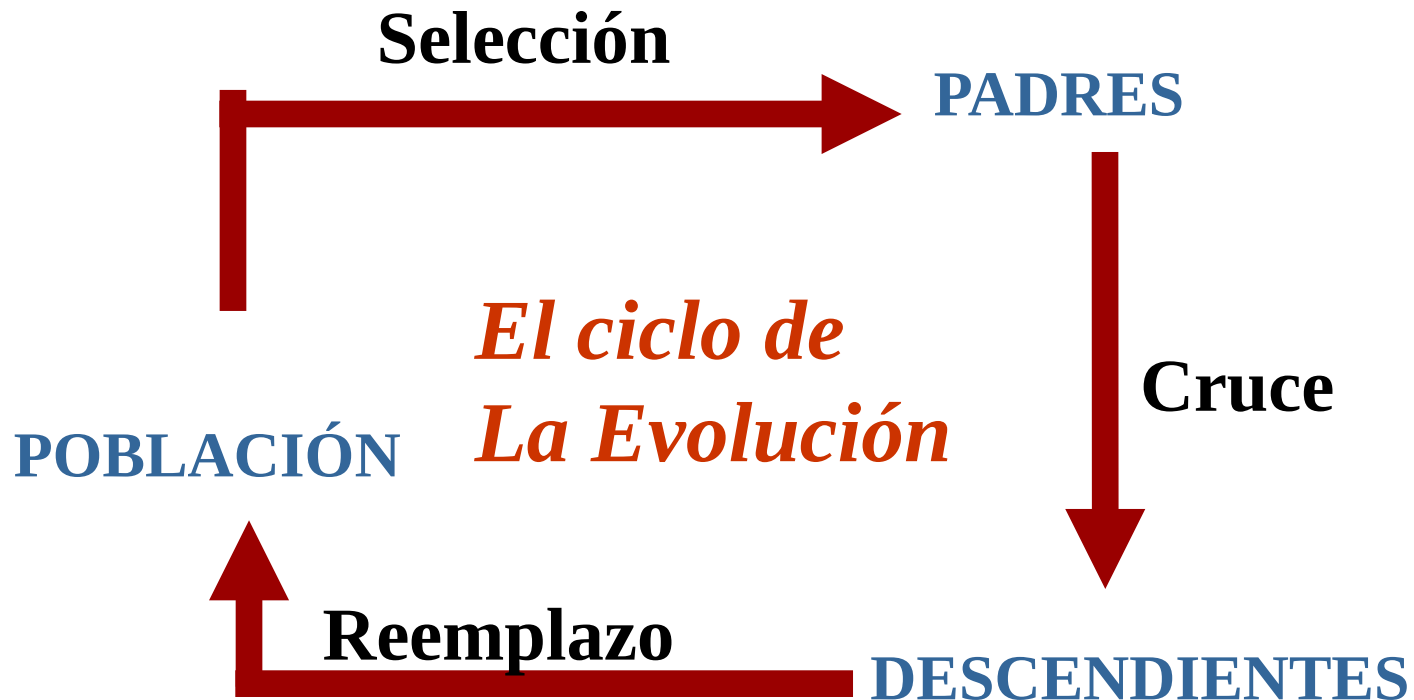 Selección
PADRES
El ciclo de
La Evolución
Cruce
POBLACIÓN
Reemplazo
DESCENDIENTES